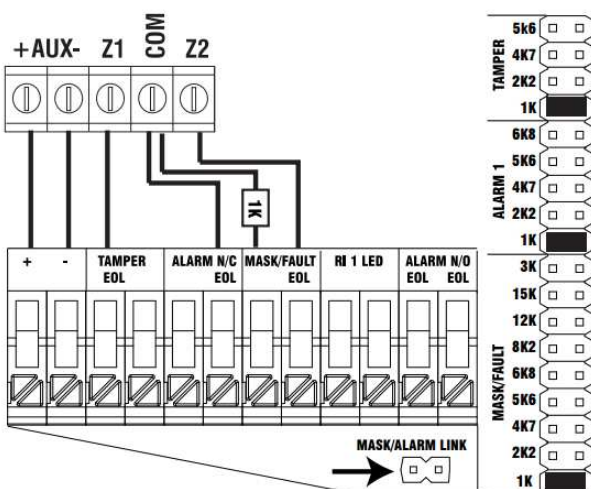 +AUX- Z1 COM Z2
1K
+ - TAMPER EOL ALARM N/C EOL MASK/FAULT EOL RI 1 LED ALARM N/O EOL EOL
MASK/ALARM LINK
TAMPER
5k6
4K7
2K2
1K
ALARM 1
6K8
5K6
4K7
2K2
1K
MASK/FAULT
3K
15K
12K
8K2
6K8
5K6
4K7
2K2
1K